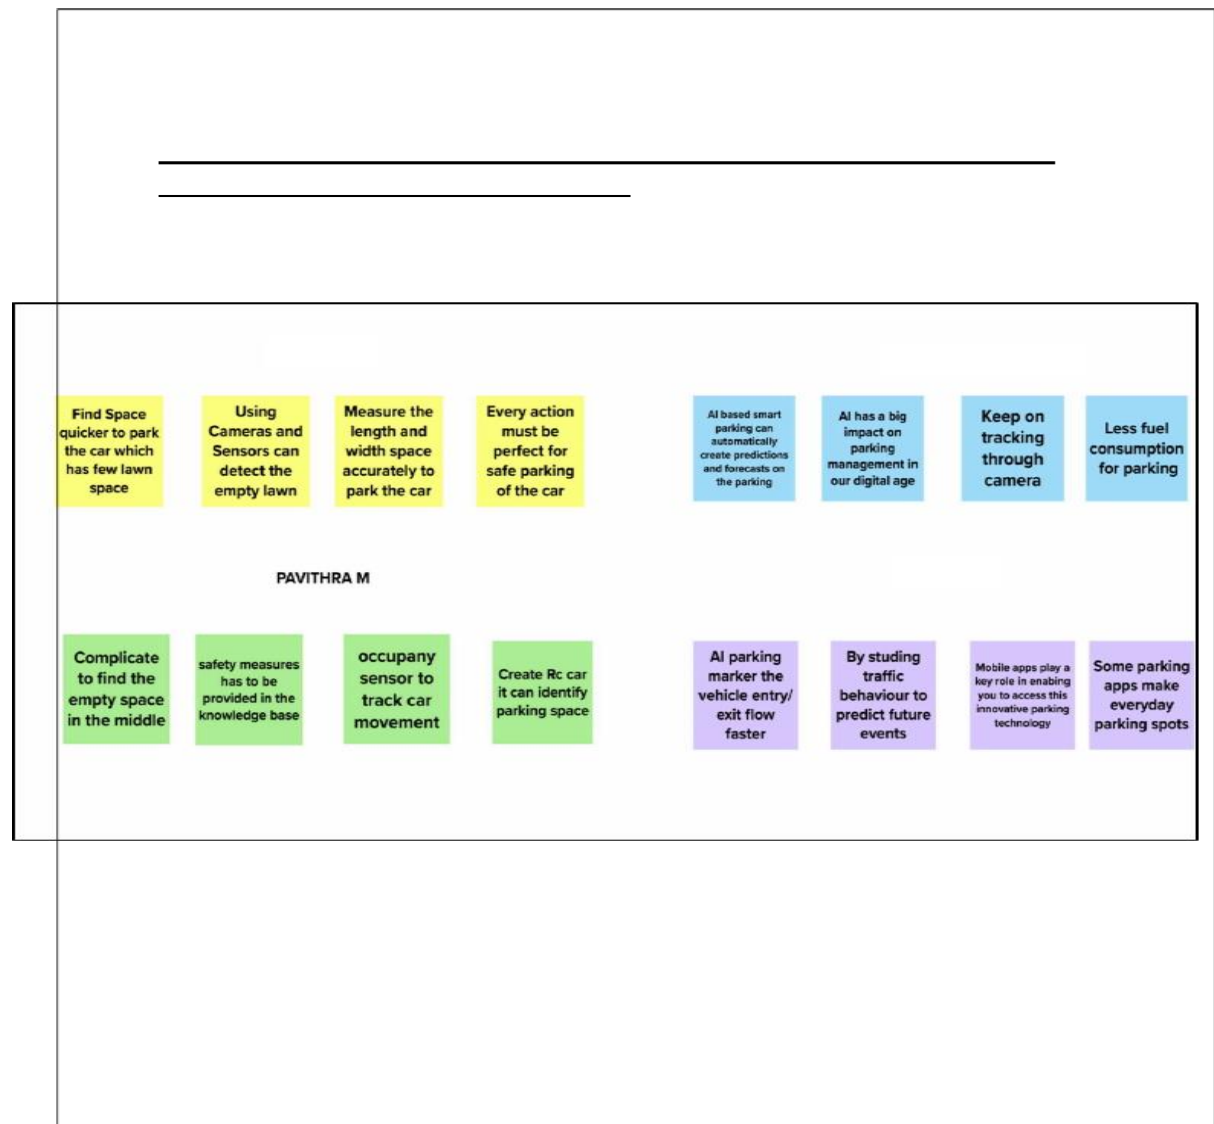 Find Space
quicker to park
the car which
has few lawn
space
Using
Cameras and
Sensors can
detect the
empty lawn
Measure the
length and
width space
accurately to
park the car
Every action
must be
perfect for
safe parking
of the car
AI based smart
parking can
automatically
create predictions
and forecasts on
the parking
AI has a big
impact on
parking
management in
our digital age
Keep on
tracking
through
camera
Less fuel
consumption
for parking
PAVITHRA M
Complicate
to find the
empty space
in the middle
safety measures
has to be
provided in the
knowledge base
occupany
sensor to
track car
movement
Create Rc car
it can identify
parking space
AI parking
marker the
vehicle entry/
exit flow
faster
By studing
traffic
behaviour to
predict future
events
Mobile apps play a
key role in enabing
you to access this
innovative parking
technology
Some parking
apps make
everyday
parking spots